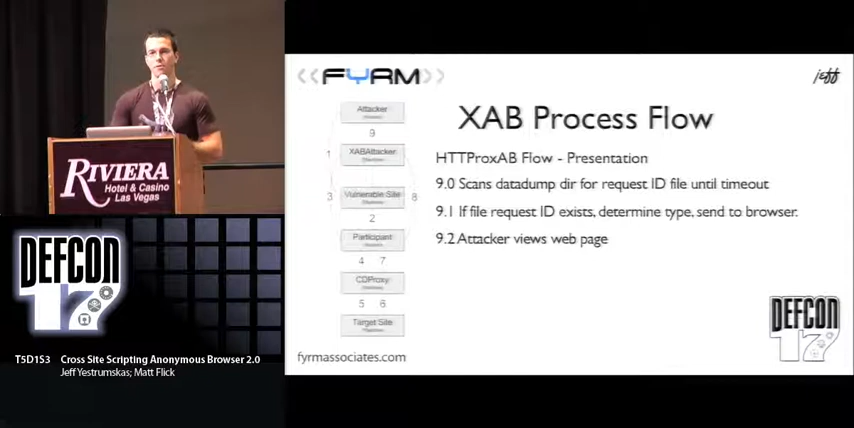 RIVIERA
Hotel & Casino
Las Vegas
DEFCON
17
T5D1S3 Cross Site Scripting Anonymous Browser 2.0
Jeff Yestrumskas; Matt Flick
((FYRM))
jeff
XAB Process Flow
Attacker
9
1
XABAttacker
3
Vulnerable Site
8
2
Participant
4 7
CDProxy
5 6
Target Site
HTTProxAB Flow - Presentation
9.0 Scans datadump dir for request ID file until timeout
9.1 If file request ID exists, determine type, send to browser.
9.2 Attacker views web page
fyrmassociates.com
DEFCON
17